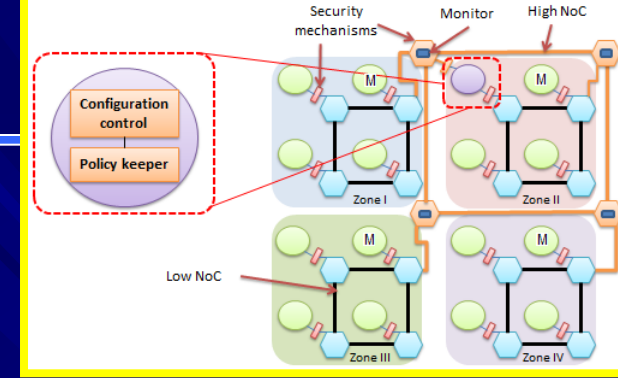 Security
mechanisms
Monitor
High NoC
M
M
Configuration
control
Policy keeper
Zone I
Zone II
M
M
Low NoC
Zone III
Zone IV